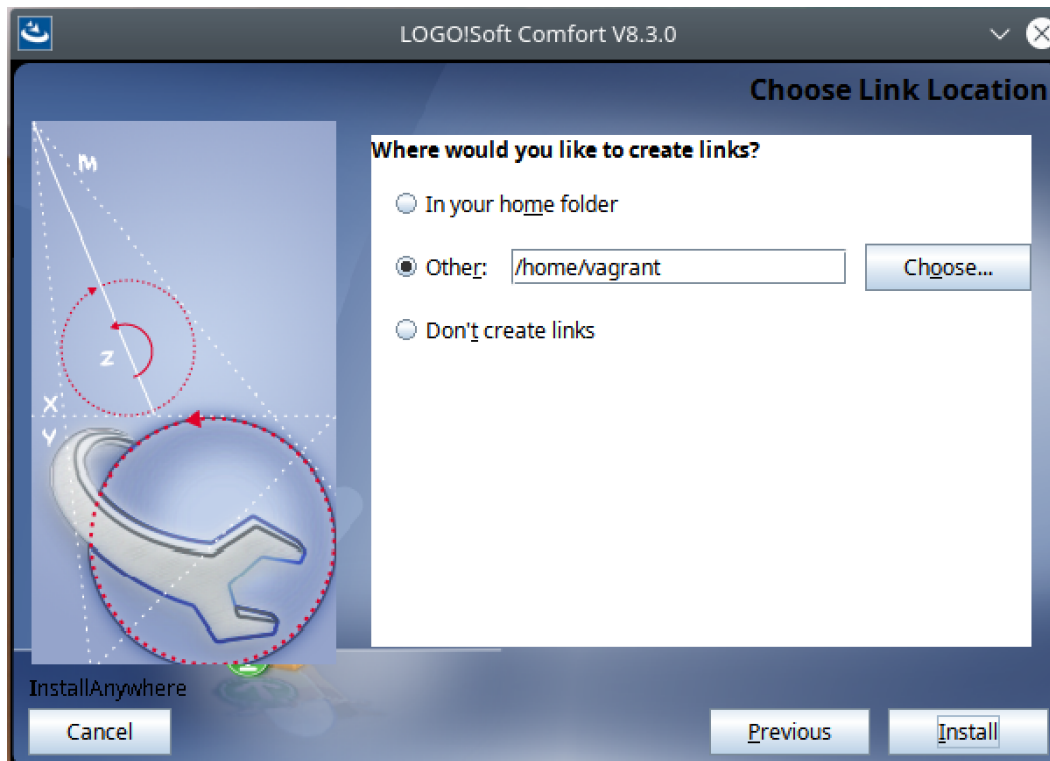 LOGO!Soft Comfort V8.3.0
Choose Link Location
M
Z
X
Y
Where would you like to create links?
In your home folder
Other: /home/vagrant Choose...
Don't create links
InstallAnywhere
Cancel Previous Install